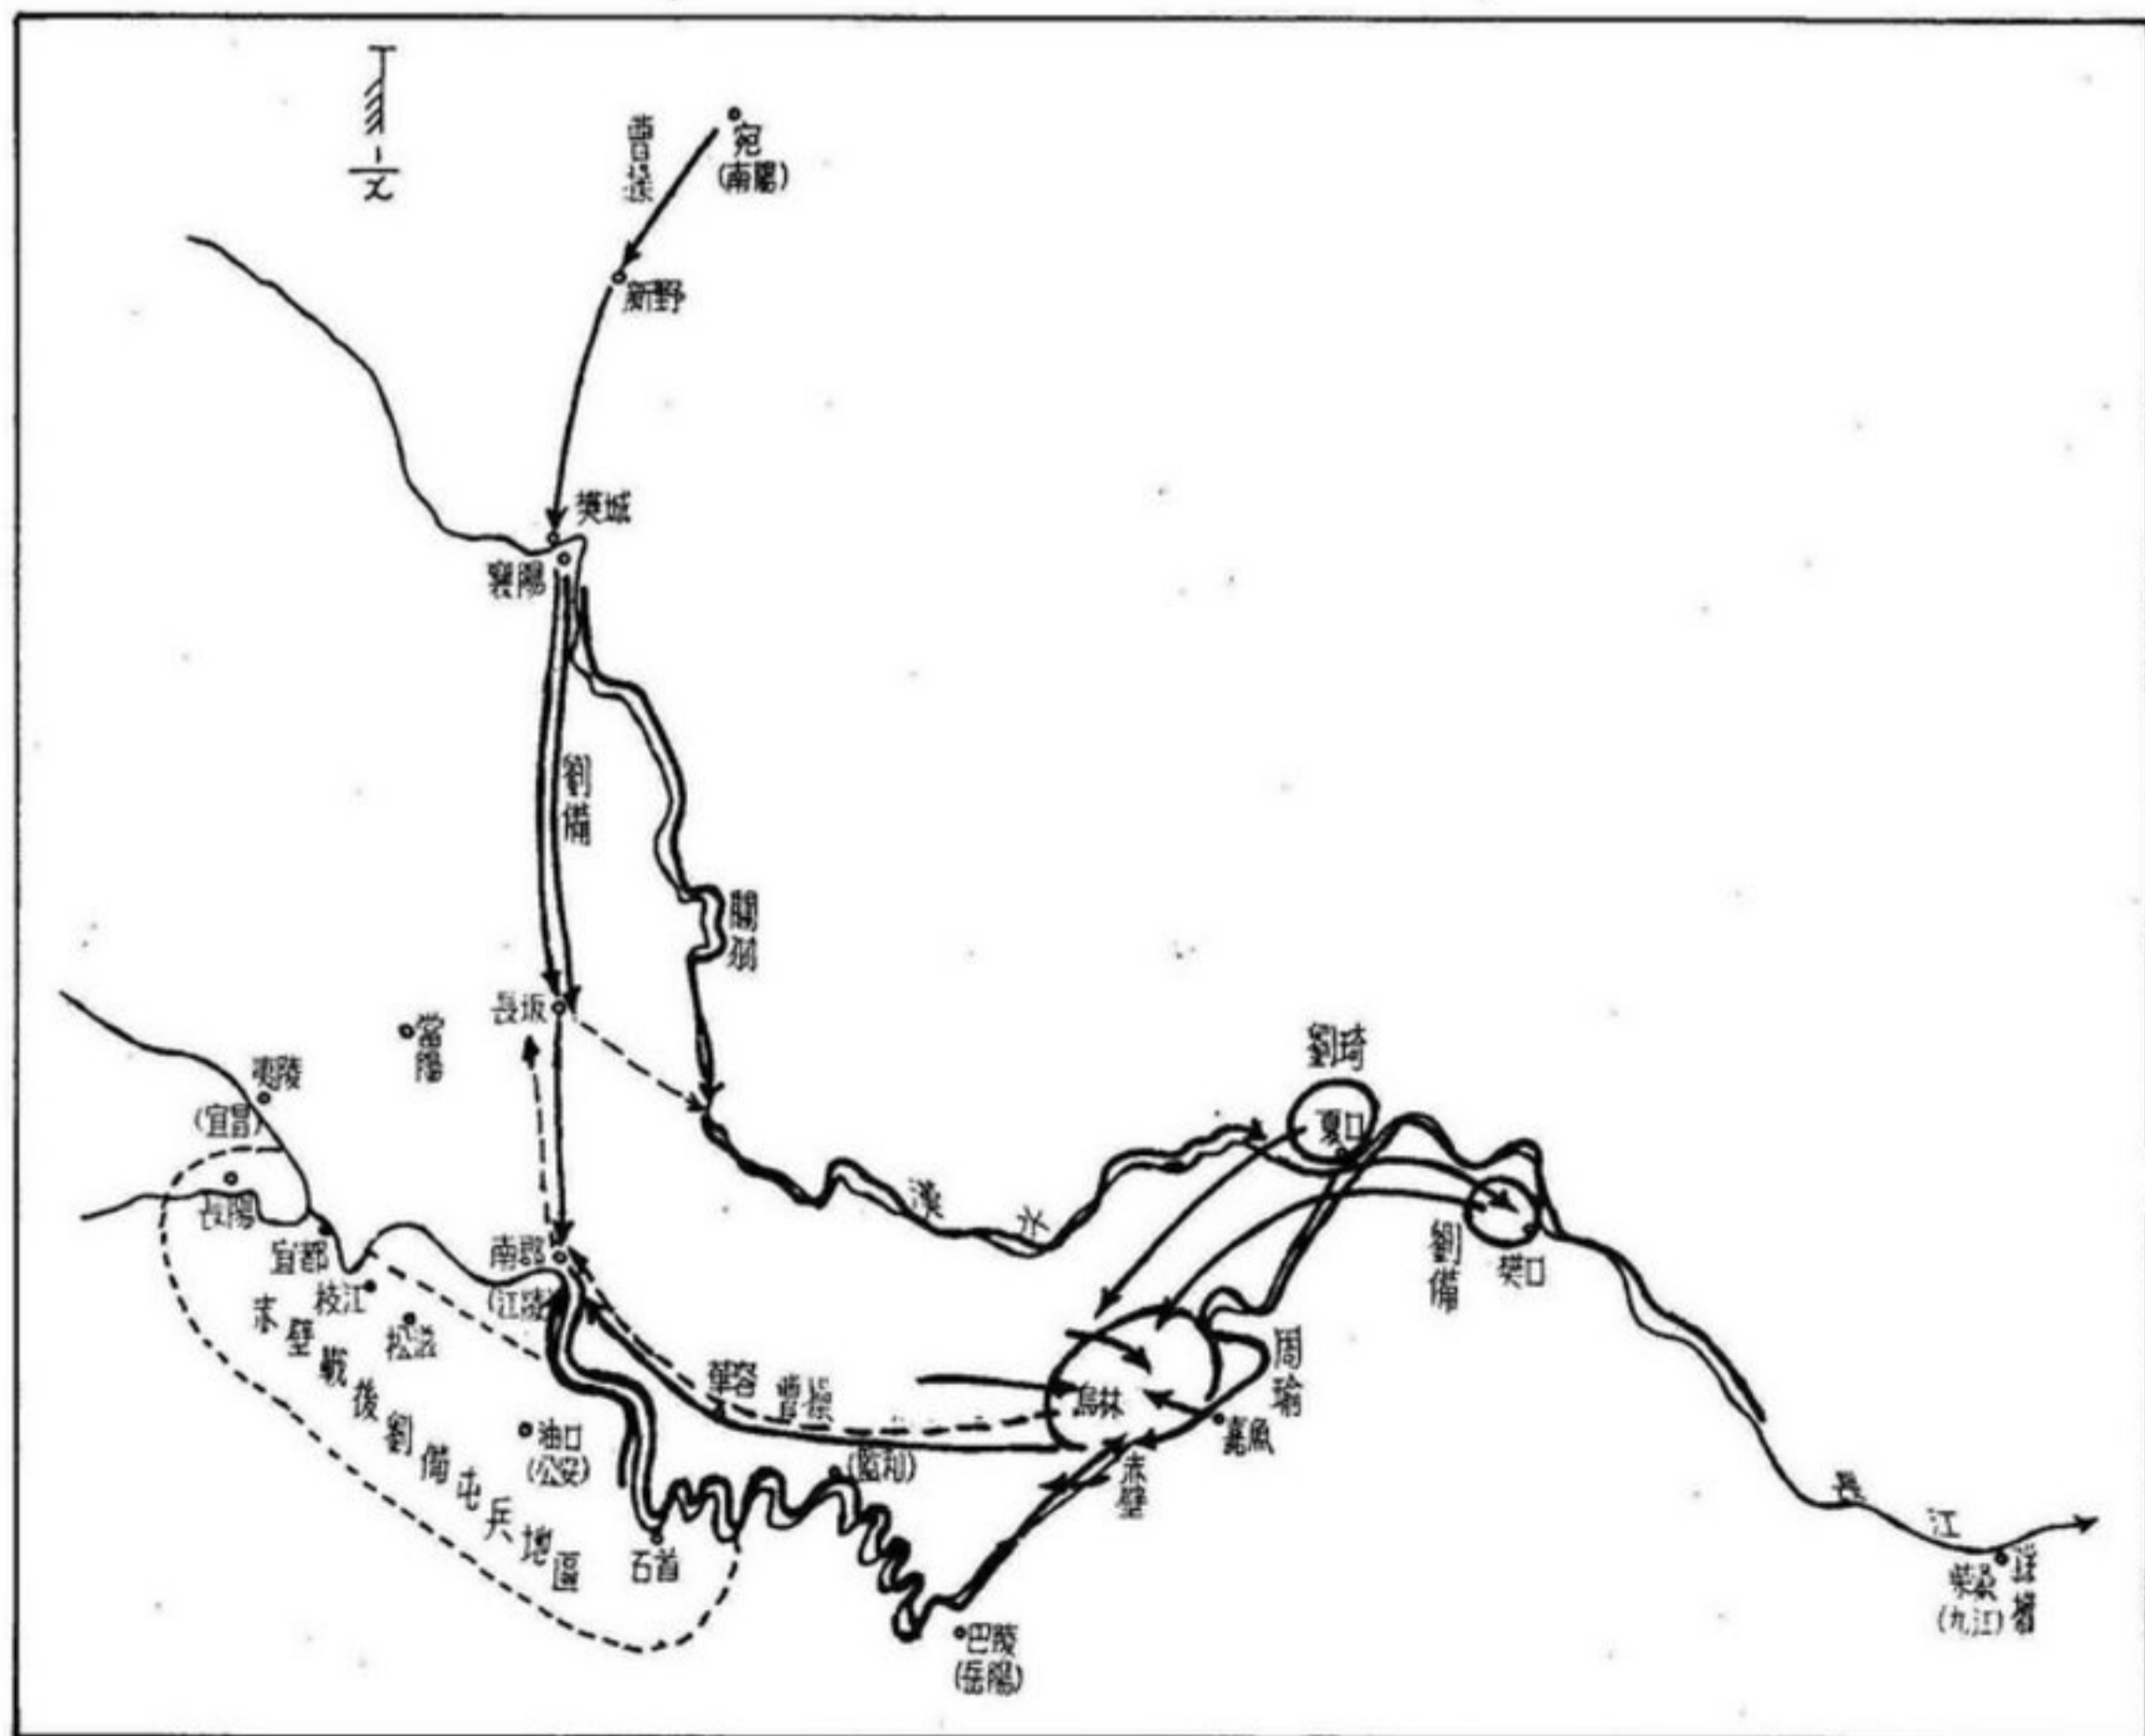 1/x
曹操
宛
(南陽)
新野
樊城
襄陽
劉備
關羽
長坂
當陽
夷陵
(宜昌)
長陽
宜都
枝江
松滋
南郡
(江陵)
赤壁戰後劉備屯兵地區
油口
(公安)
石首
華容
曹操
(監利)
烏林
赤壁
嘉魚
周瑜
巴陵
(岳陽)
漢水
劉琦
夏口
劉備
樊口
長江
柴桑
(九江)